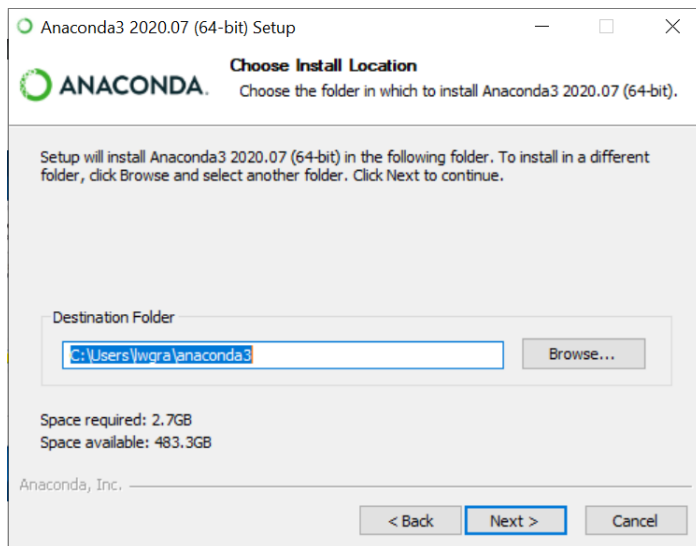 Anaconda3 2020.07 (64-bit) Setup
ANACONDA.
Choose Install Location
Choose the folder in which to install Anaconda3 2020.07 (64-bit).
Setup will install Anaconda3 2020.07 (64-bit) in the following folder. To install in a different
folder, click Browse and select another folder. Click Next to continue.
Destination Folder
C:\Users\lwgra\anaconda3
Browse...
Space required: 2.7GB
Space available: 483.3GB
Anaconda, Inc.
< Back
Next >
Cancel